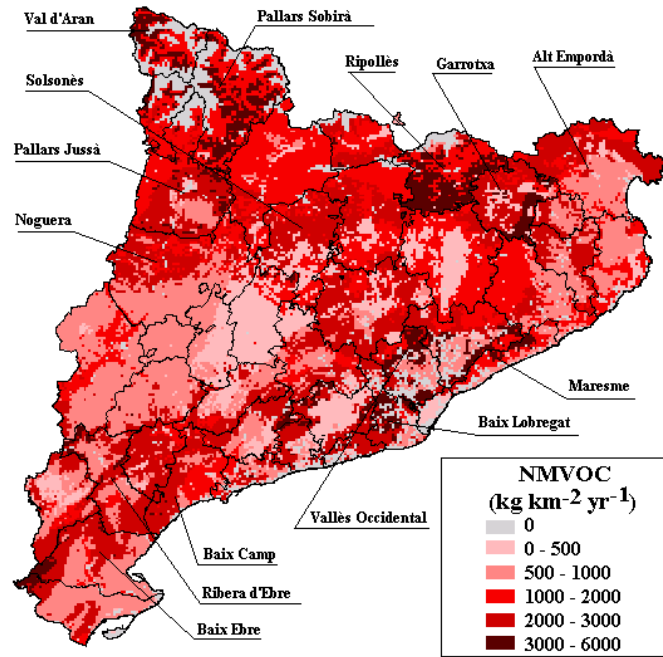 Val d'Aran
Pallars Sobirà
Solsonès
Ripollès
Garrotxa
Alt Empordà
Pallars Jussà
Noguera
Maresme
Baix Lobregat
Vallès Occidental
Baix Camp
Ribera d'Ebre
Baix Ebre
NMVOC
(kg km-2 yr-1)
0
0 - 500
500 - 1000
1000 - 2000
2000 - 3000
3000 - 6000